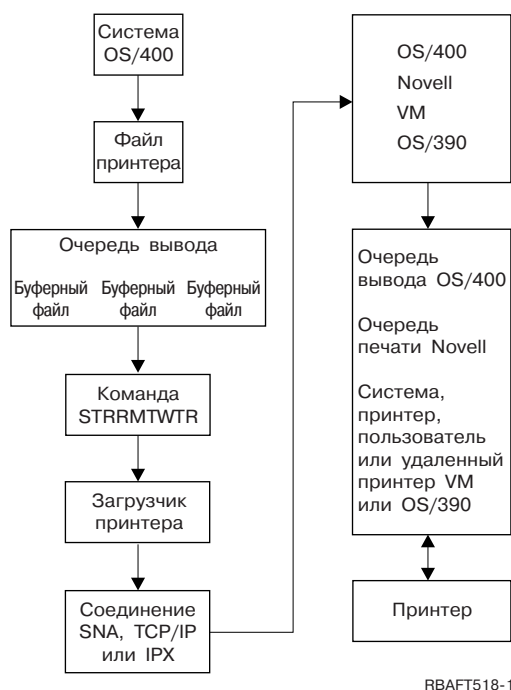 Система
OS/400
Файл
принтера
Очередь вывода
Буферный Буферный Буферный
файл файл файл
Команда
STRRMTWTR
Загрузчик
принтера
Соединение
SNA, TCP/IP
или IPX
OS/400
Novell
VM
OS/390
Очередь
вывода OS/400
Очередь
печати Novell
Система,
принтер,
пользователь
или удаленный
принтер VM
или OS/390
Принтер
RBAFT518-1